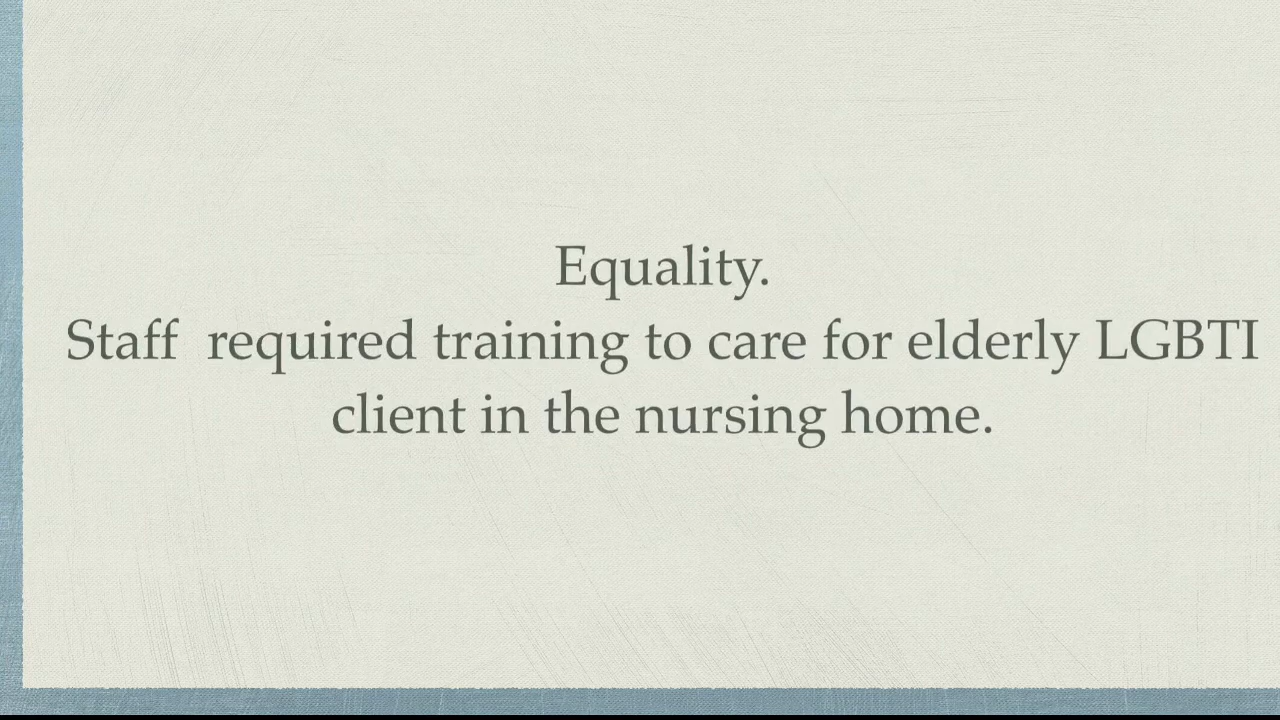 Equality.
Staff  required training to care for elderly LGBTI
client in the nursing home.